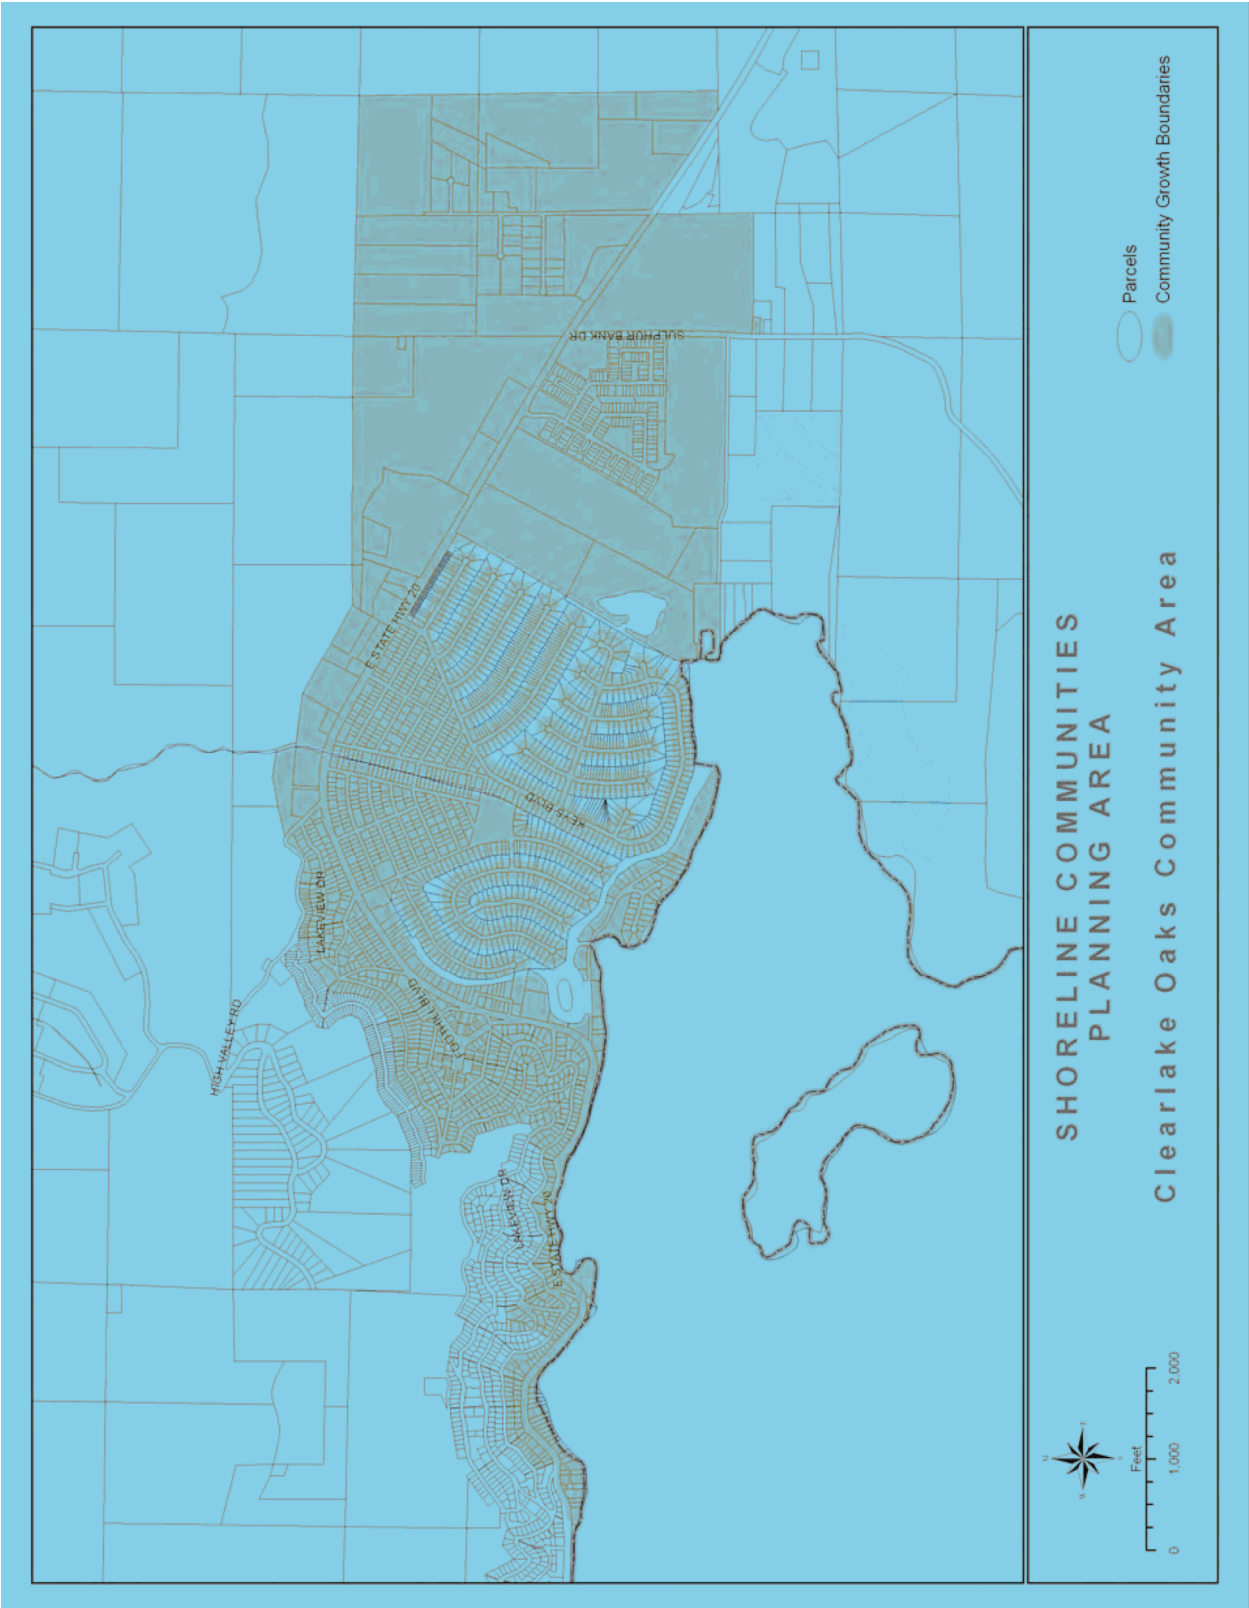 SHORELINE COMMUNITIES
PLANNING AREA
Clearlake Oaks Community Area
Parcels
Community Growth Boundaries
HIGH VALLEY RD
LAKEVIEW DR
FOOTHILL BLVD
E STATE HWY 20
KEYS BLVD
SULPHUR BANK DR
LAKEVIEW DR
E STATE HWY 20
N
W
E
S
Feet
0
1,000
2,000